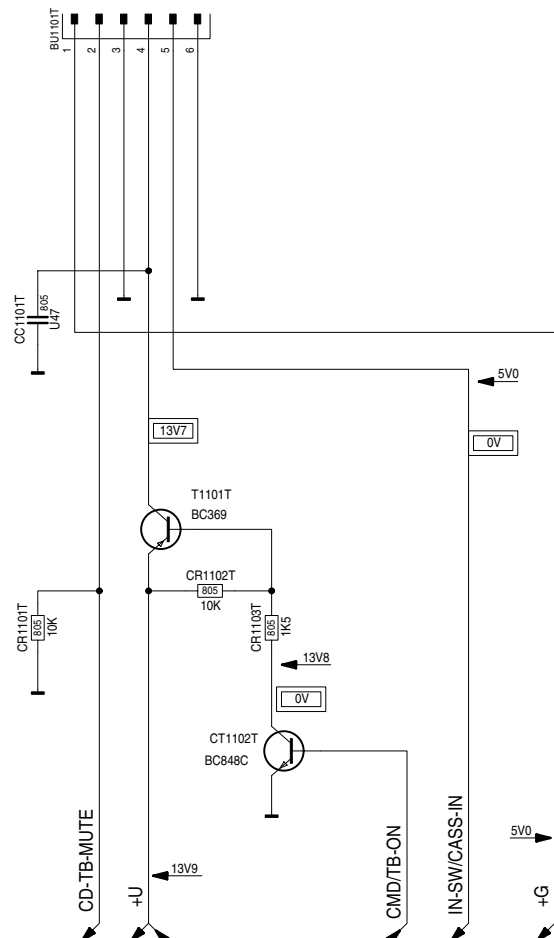 BU1101T
1
2
3
4
5
6
CC1101T
805
U47
5V0
13V7
0V
T1101T
BC369
CR1102T
805
10K
CR1101T
805
10K
CR1103T
805
1K5
13V8
0V
CT1102T
BC848C
CD-TB-MUTE
+U
13V9
CMD/TB-ON
IN-SW/CASS-IN
5V0
+G